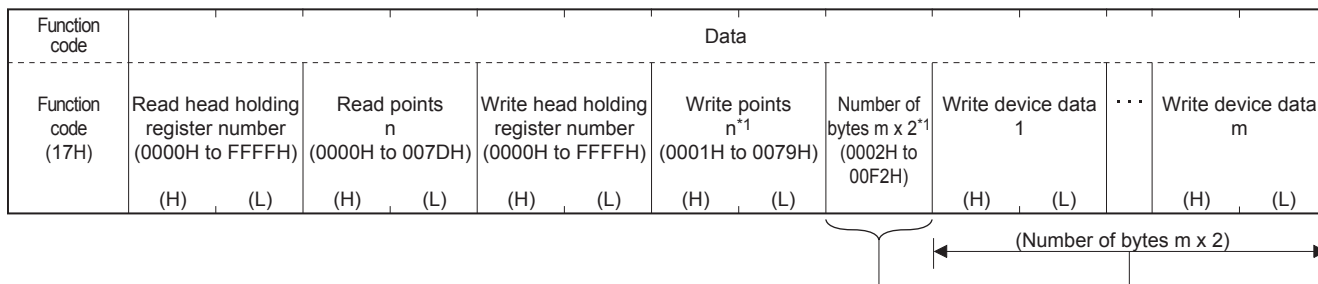 Function
code
Data
Function
code
(17H)
Read head holding
register number
(0000H to FFFFH)
(H) (L)
Read points
n
(0000H to 007DH)
(H) (L)
Write head holding
register number
(0000H to FFFFH)
(H) (L)
Write points
n*1
(0001H to 0079H)
(H) (L)
Number of
bytes m x 2*1
(0002H to
00F2H)
Write device data
1
(H) (L)
···
Write device data
m
(H) (L)
(Number of bytes m x 2)